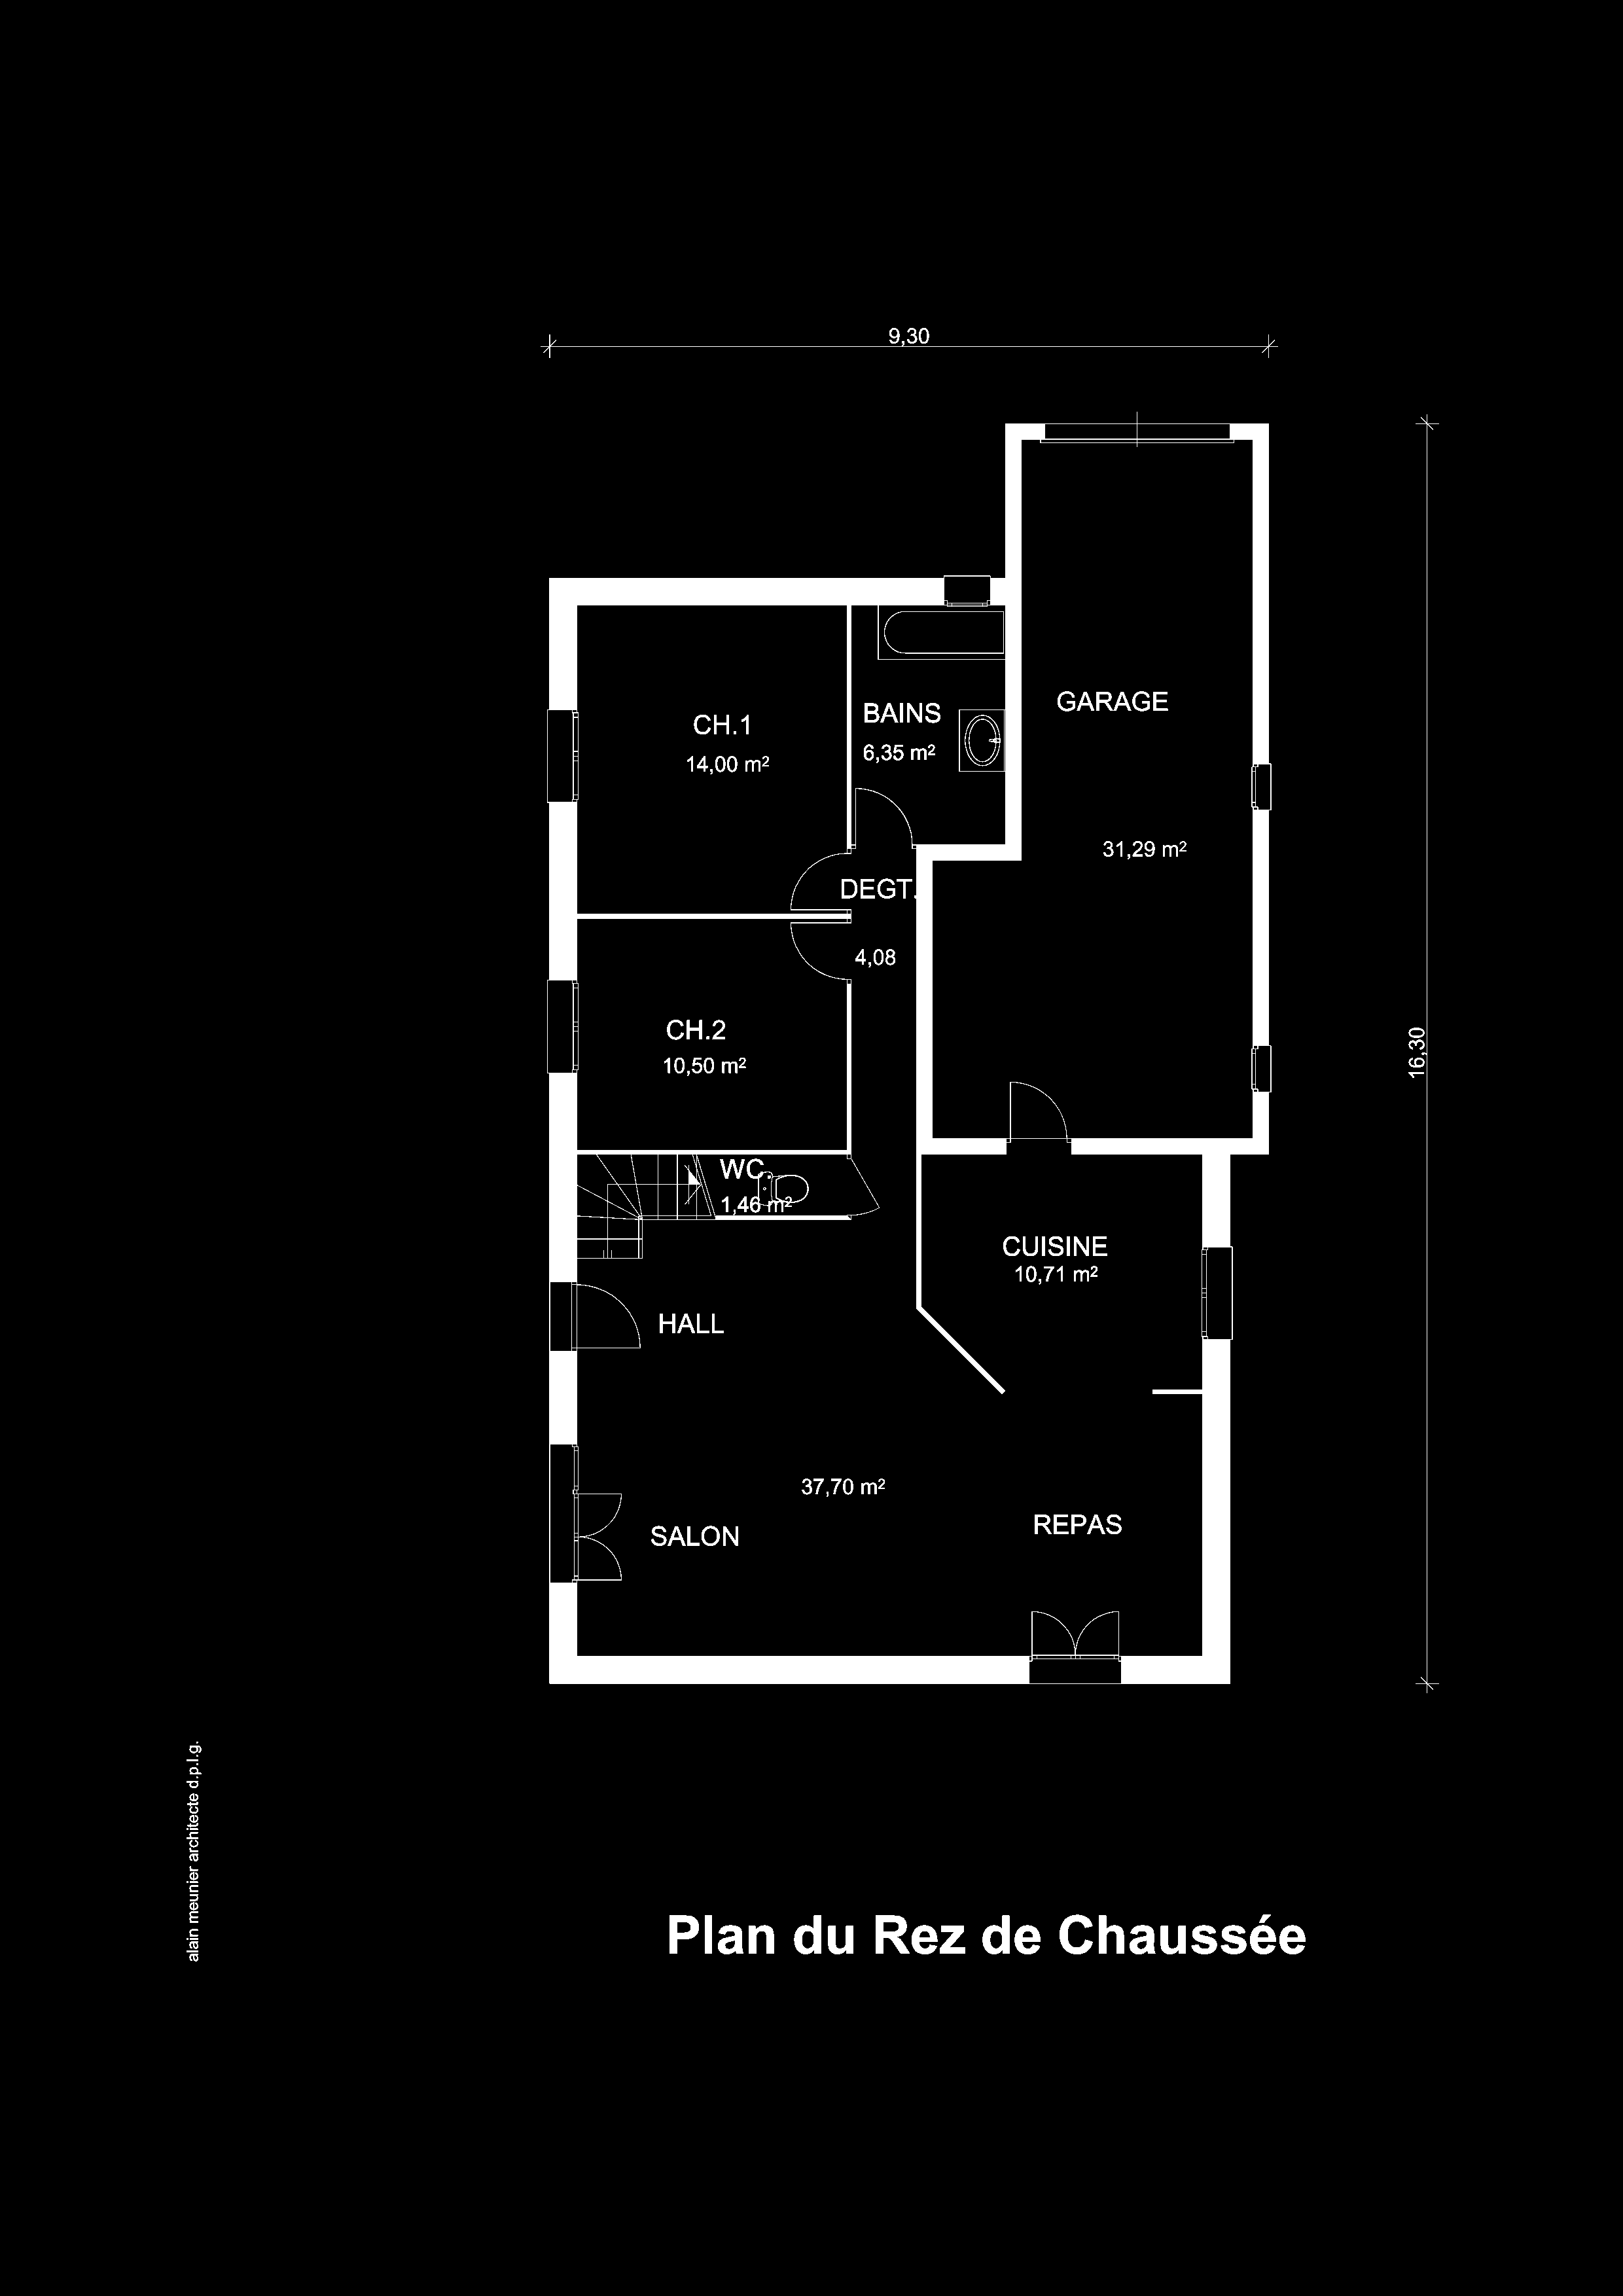 9,30
GARAGE
BAINS
6,35 m²
CH.1
14,00 m²
31,29 m²
DEGT.
4,08
CH.2
10,50 m²
16,30
WC
1,46 m²
CUISINE
10,71 m²
HALL
37,70 m²
REPAS
SALON
alain meunier architecte d.p.l.g.
Plan du Rez de Chaussée